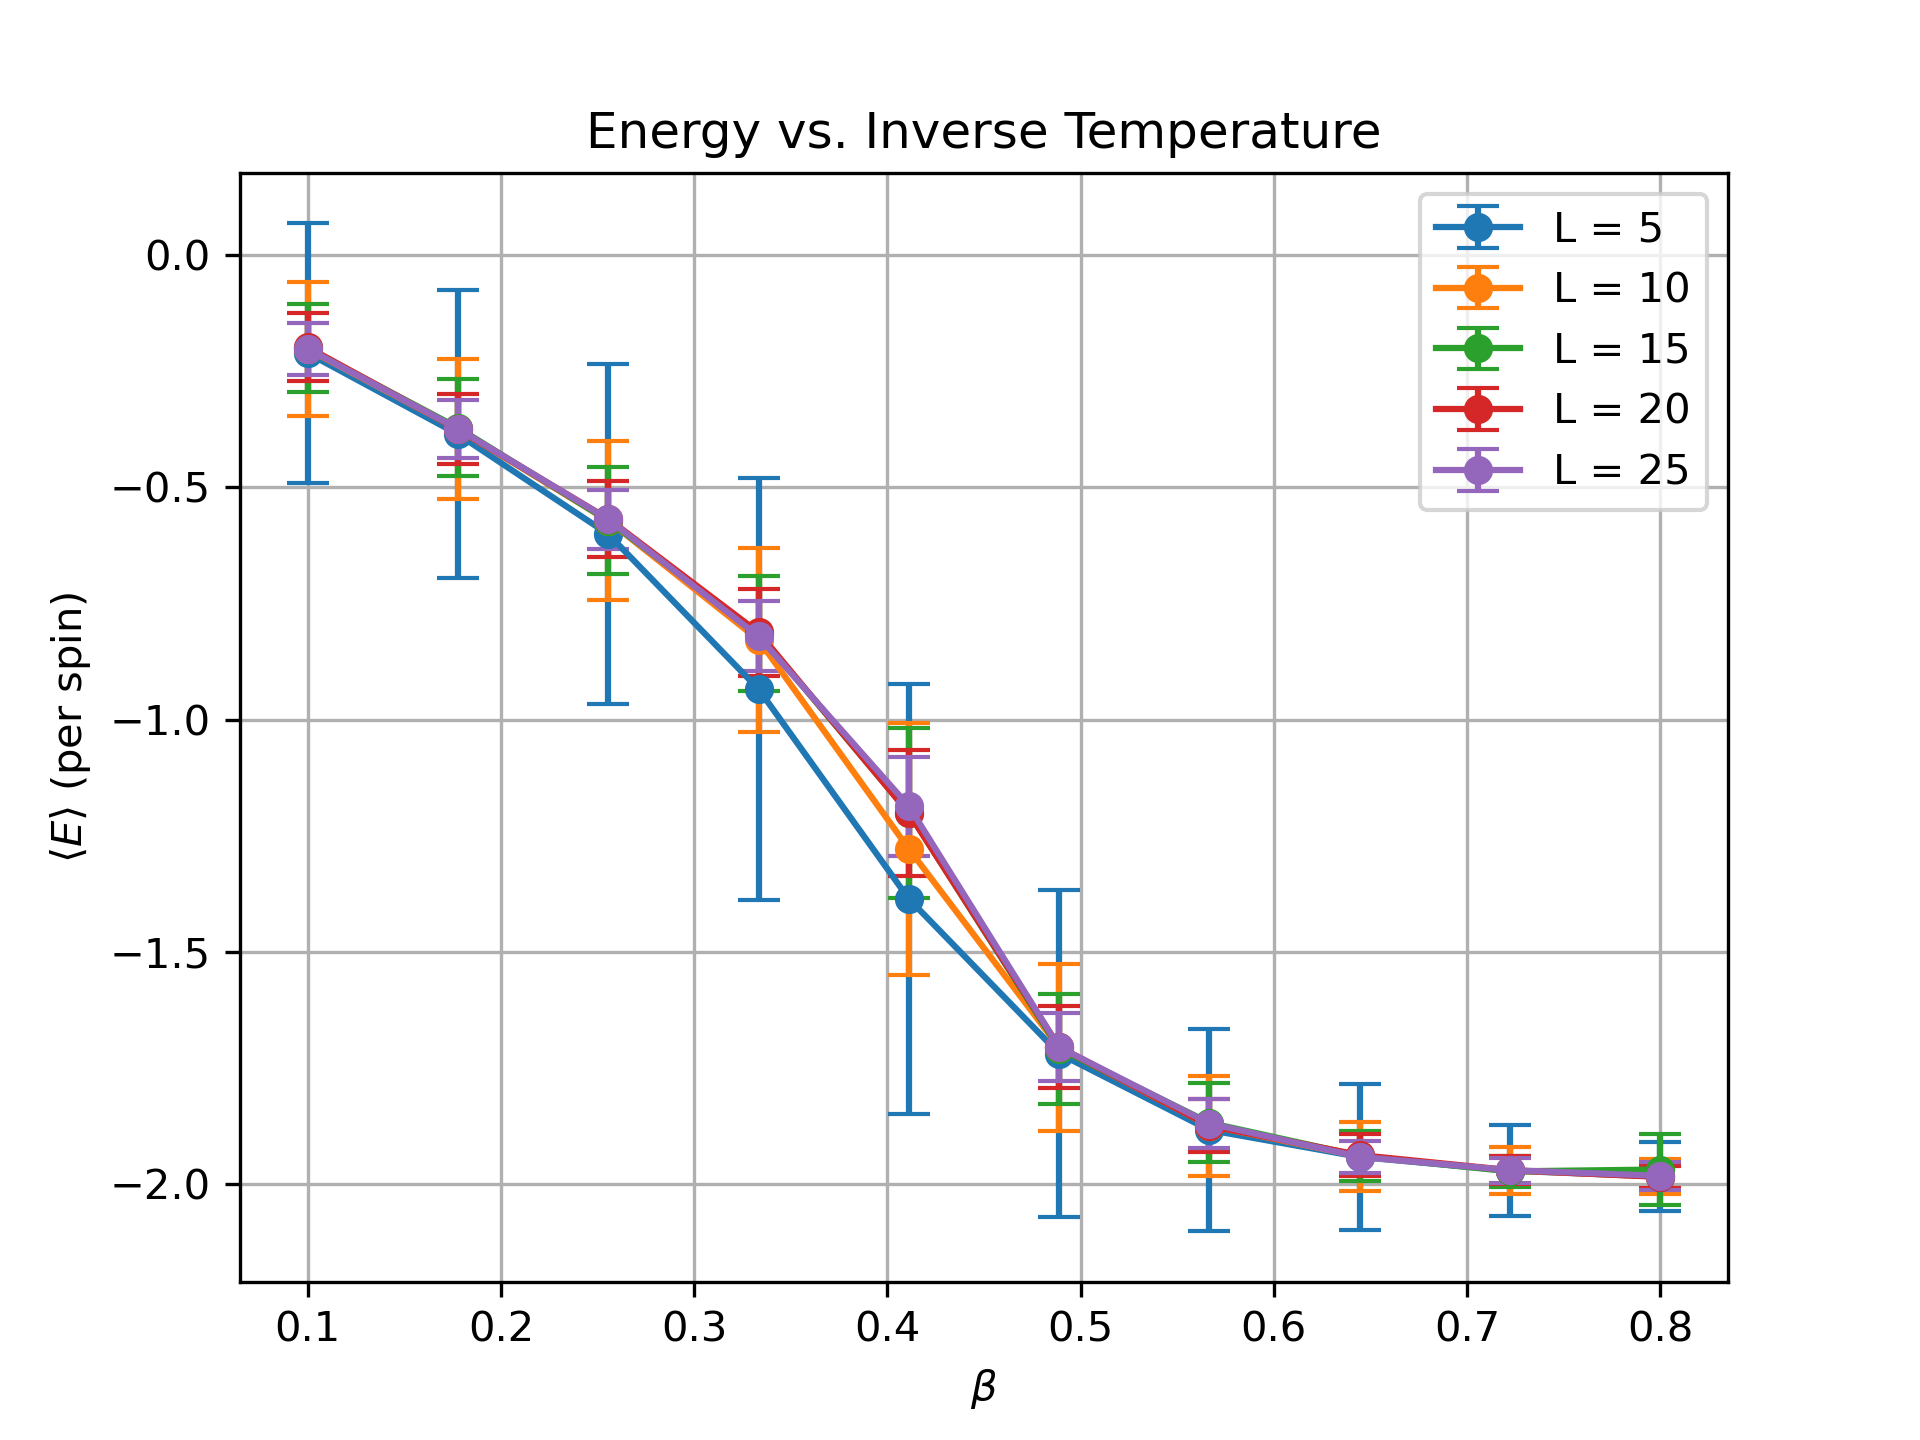 Energy vs. Inverse Temperature
⟨E⟩ (per spin)
0.0
−0.5
−1.0
−1.5
−2.0
L = 5
L = 10
L = 15
L = 20
L = 25
0.1 0.2 0.3 0.4 0.5 0.6 0.7 0.8
β